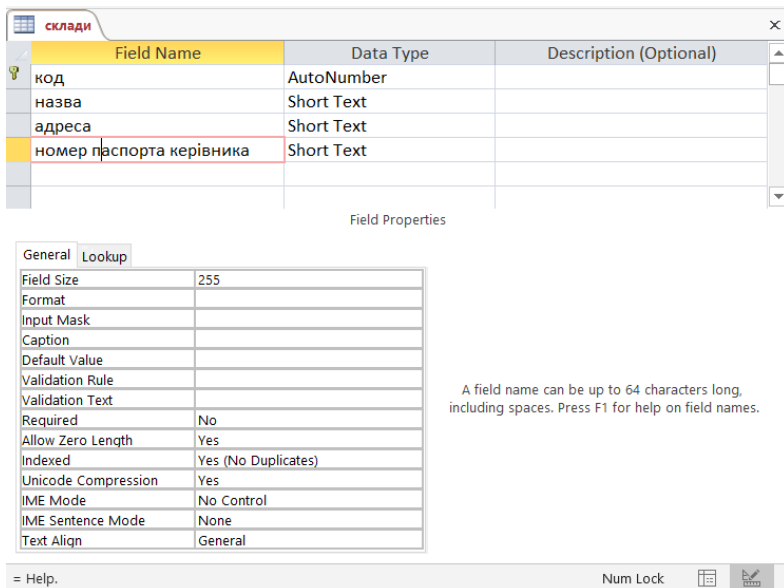 склади
Field Name Data Type Description (Optional)
код AutoNumber
назва Short Text
адреса Short Text
номер паспорта керівника Short Text
Field Properties
General Lookup
Field Size 255
Format
Input Mask
Caption
Default Value
Validation Rule
Validation Text
Required No
Allow Zero Length Yes
Indexed Yes (No Duplicates)
Unicode Compression Yes
IME Mode No Control
IME Sentence Mode None
Text Align General
A field name can be up to 64 characters long,
including spaces. Press F1 for help on field names.
= Help. Num Lock